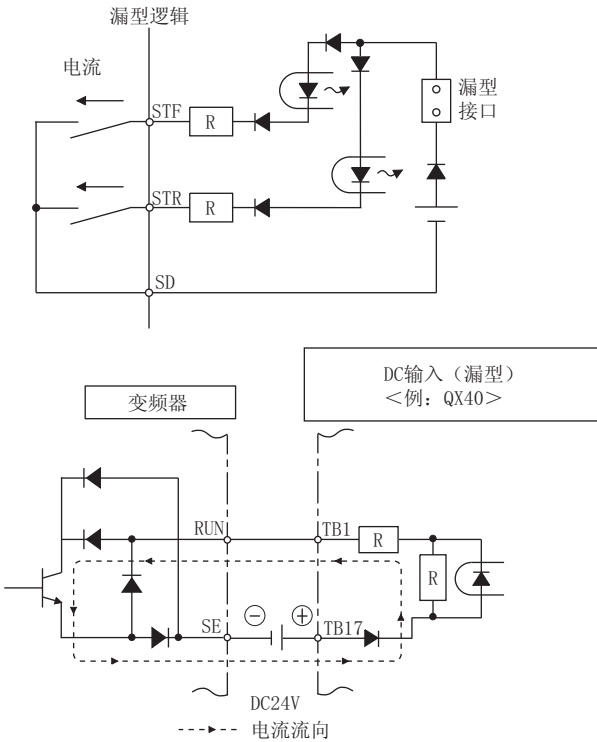 漏型逻辑
电流
STF
R
漏型
接口
STR
R
SD
DC输入（漏型）
<例：QX40>
变频器
RUN
TB1
R
R
SE
−
+
TB17
DC24V
电流流向